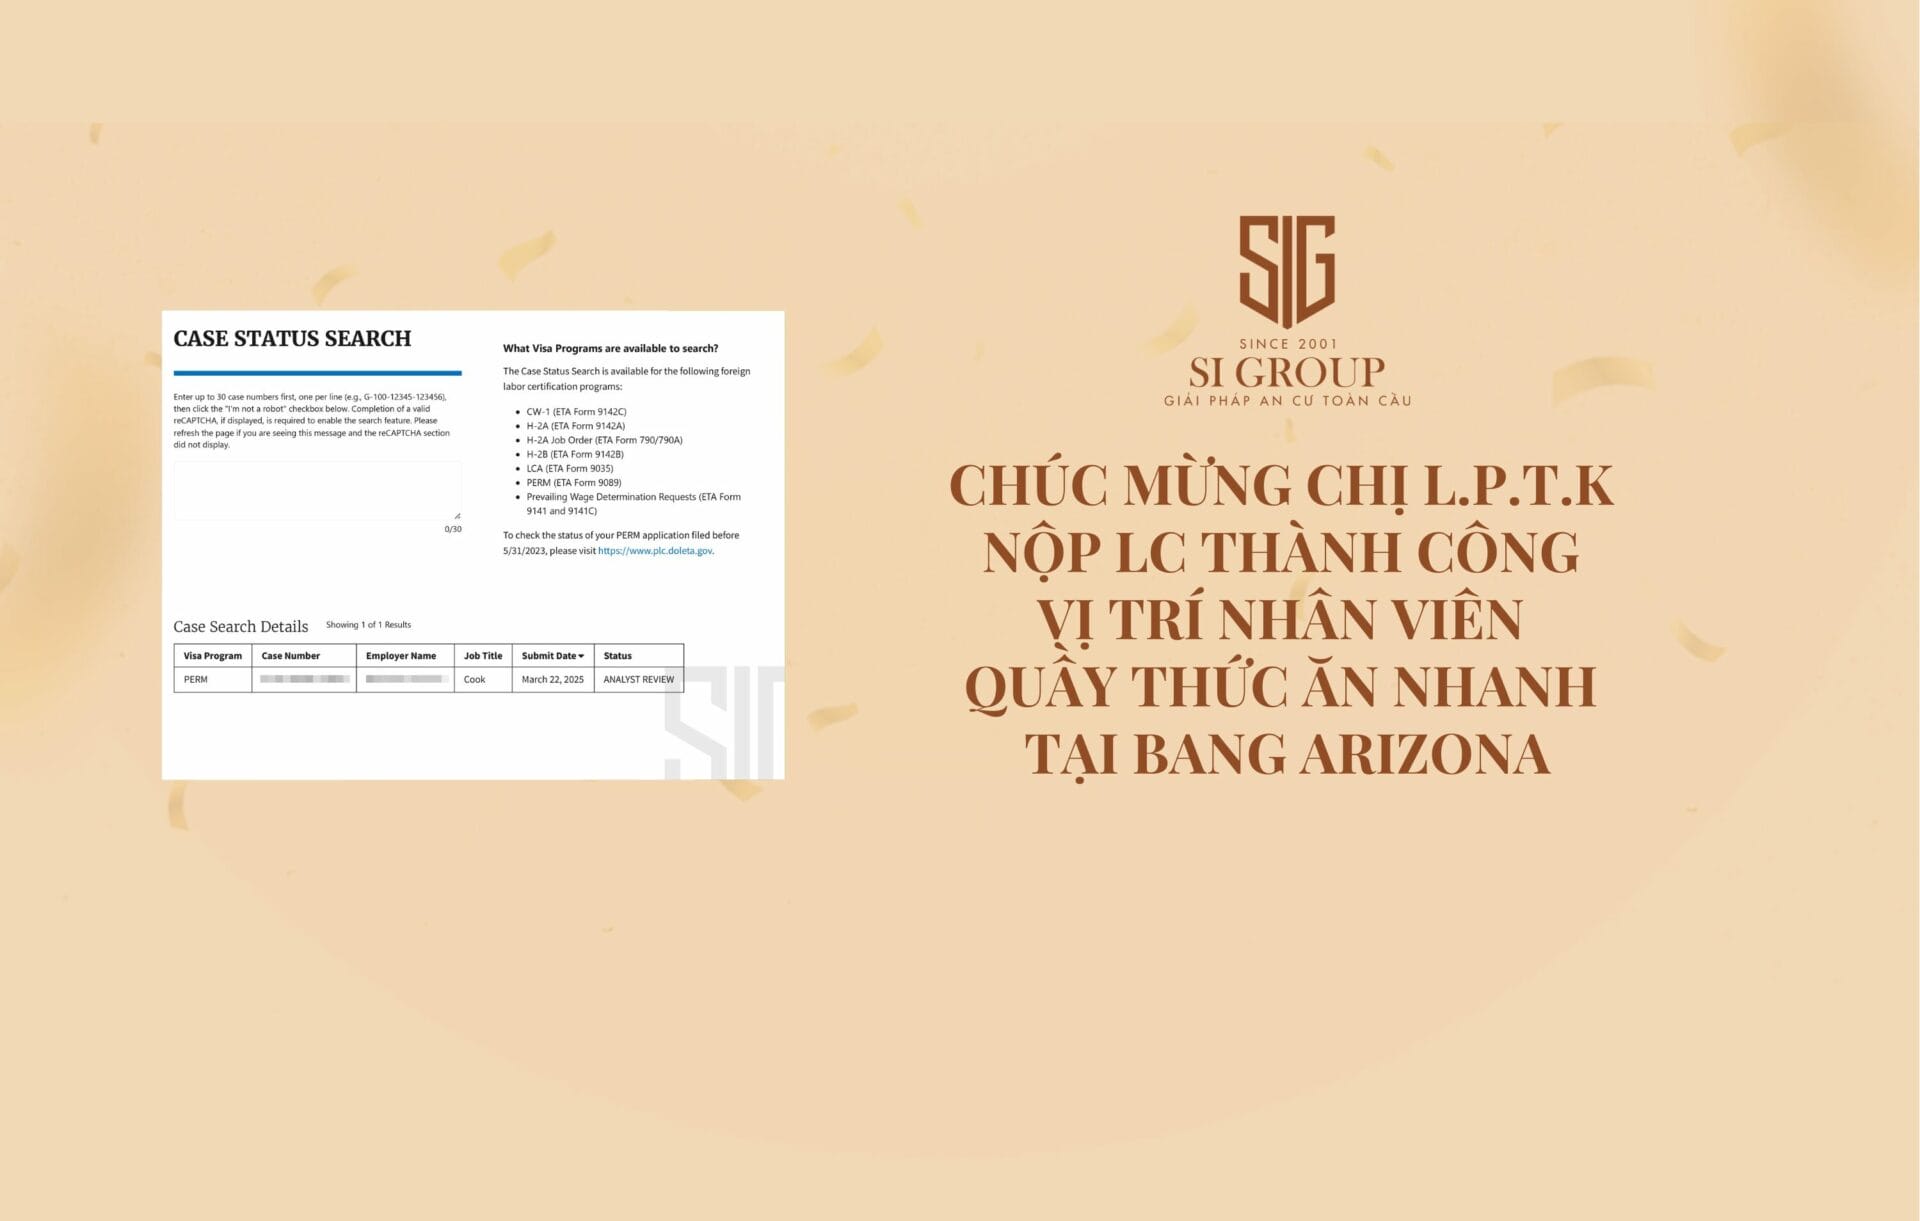 CASE STATUS SEARCH
Enter up to 30 case numbers first, one per line (e.g., G-100-12345-123456),
then click the "I'm not a robot" checkbox below. Completion of a valid
reCAPTCHA, if displayed, is required to enable the search feature. Please
refresh the page if you are seeing this message and the reCAPTCHA section
did not display.
0/30
What Visa Programs are available to search?
The Case Status Search is available for the following foreign
labor certification programs:
• CW-1 (ETA Form 9142C)
• H-2A (ETA Form 9142A)
• H-2A Job Order (ETA Form 790/790A)
• H-2B (ETA Form 9142B)
• LCA (ETA Form 9035)
• PERM (ETA Form 9089)
• Prevailing Wage Determination Requests (ETA Form
9141 and 9141C)
To check the status of your PERM application filed before
5/31/2023, please visit https://www.plc.doleta.gov.
Case Search Details Showing 1 of 1 Results
Visa Program Case Number Employer Name Job Title Submit Date Status
PERM Cook March 22, 2025 ANALYST REVIEW
SIG
SINCE 2001
SI GROUP
GIẢI PHÁP AN CƯ TOÀN CẦU
CHÚC MỪNG CHỊ L.P.T.K
NỘP LC THÀNH CÔNG
VỊ TRÍ NHÂN VIÊN
QUẦY THỨC ĂN NHANH
TẠI BANG ARIZONA